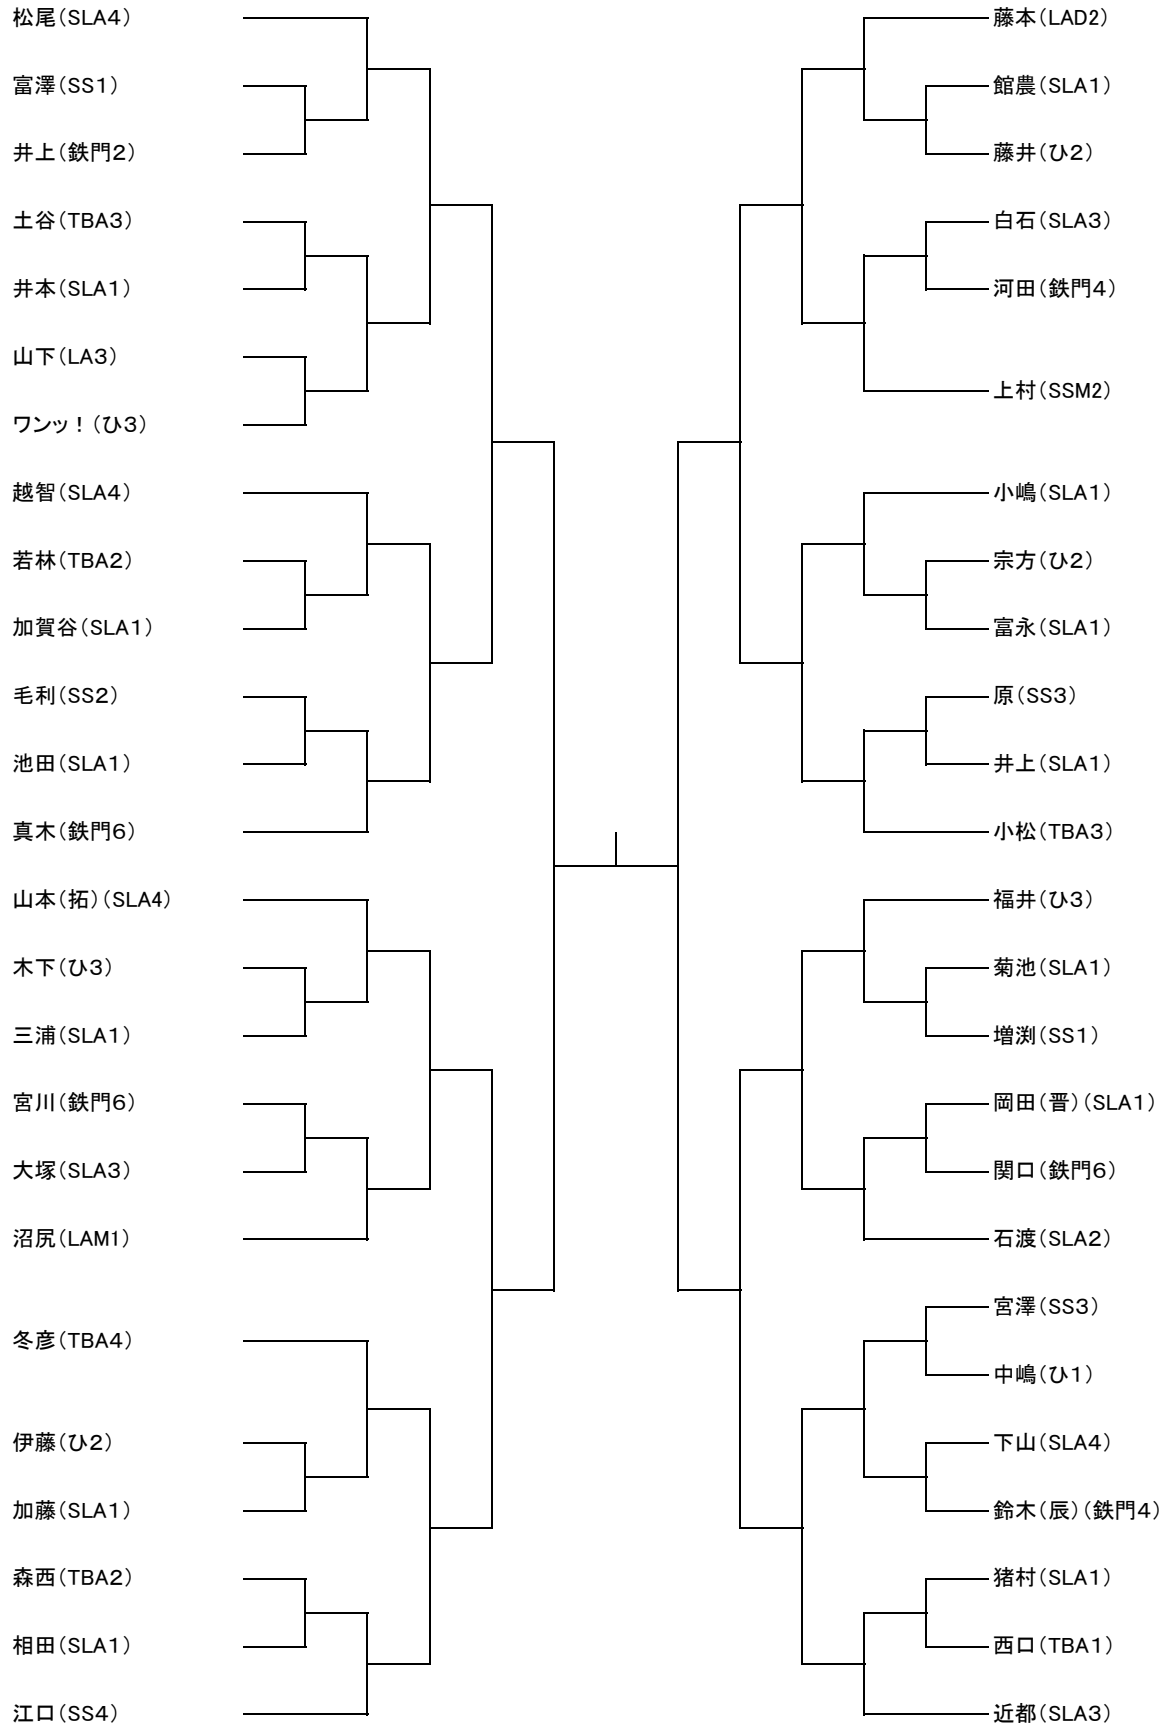 松尾（SLA4）
富澤（SS1）
井上（鉄門2）
土谷（TBA3）
井本（SLA1）
山下（LA3）
ワンッ！（ひ3）
越智（SLA4）
若林（TBA2）
加賀谷（SLA1）
毛利（SS2）
池田（SLA1）
真木（鉄門6）
山本（拓）（SLA4）
木下（ひ3）
三浦（SLA1）
宮川（鉄門6）
大塚（SLA3）
沼尻（LAM1）
冬彦（TBA4）
伊藤（ひ2）
加藤（SLA1）
森西（TBA2）
相田（SLA1）
江口（SS4）
藤本（LAD2）
館農（SLA1）
藤井（ひ2）
白石（SLA3）
河田（鉄門4）
上村（SSM2）
小嶋（SLA1）
宗方（ひ2）
富永（SLA1）
原（SS3）
井上（SLA1）
小松（TBA3）
福井（ひ3）
菊池（SLA1）
増渕（SS1）
岡田（晋）（SLA1）
関口（鉄門6）
石渡（SLA2）
宮澤（SS3）
中嶋（ひ1）
下山（SLA4）
鈴木（辰）（鉄門4）
猪村（SLA1）
西口（TBA1）
近都（SLA3）